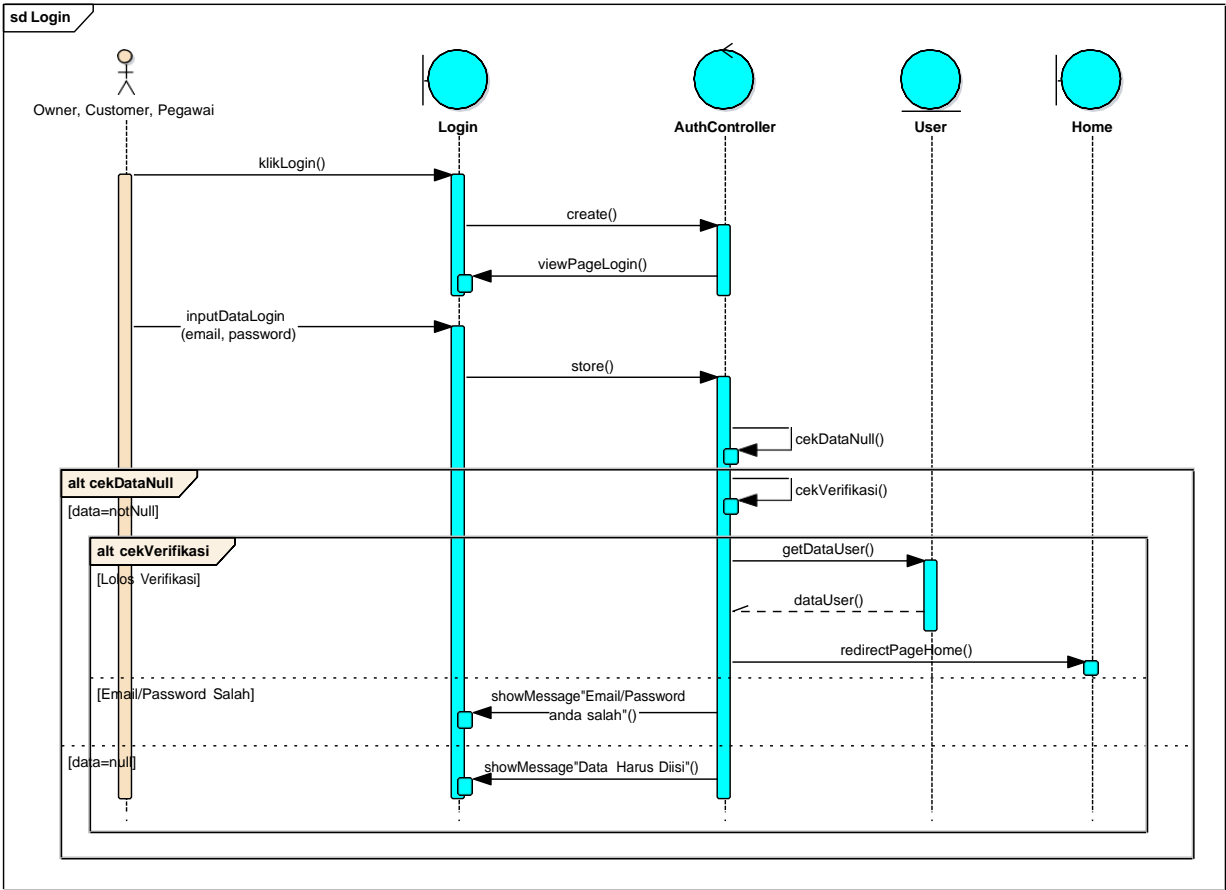 sd Login
Owner, Customer, Pegawai
Login
AuthController
User
Home
klikLogin()
create()
viewPageLogin()
inputDataLogin
(email, password)
store()
cekDataNull()
alt cekDataNull
cekVerifikasi()
[data=notNull]
alt cekVerifikasi
getDataUser()
[Lolos Verifikasi]
dataUser()
redirectPageHome()
[Email/Password Salah]
showMessage"Email/Password
anda salah"()
[data=null]
showMessage"Data Harus Diisi"()